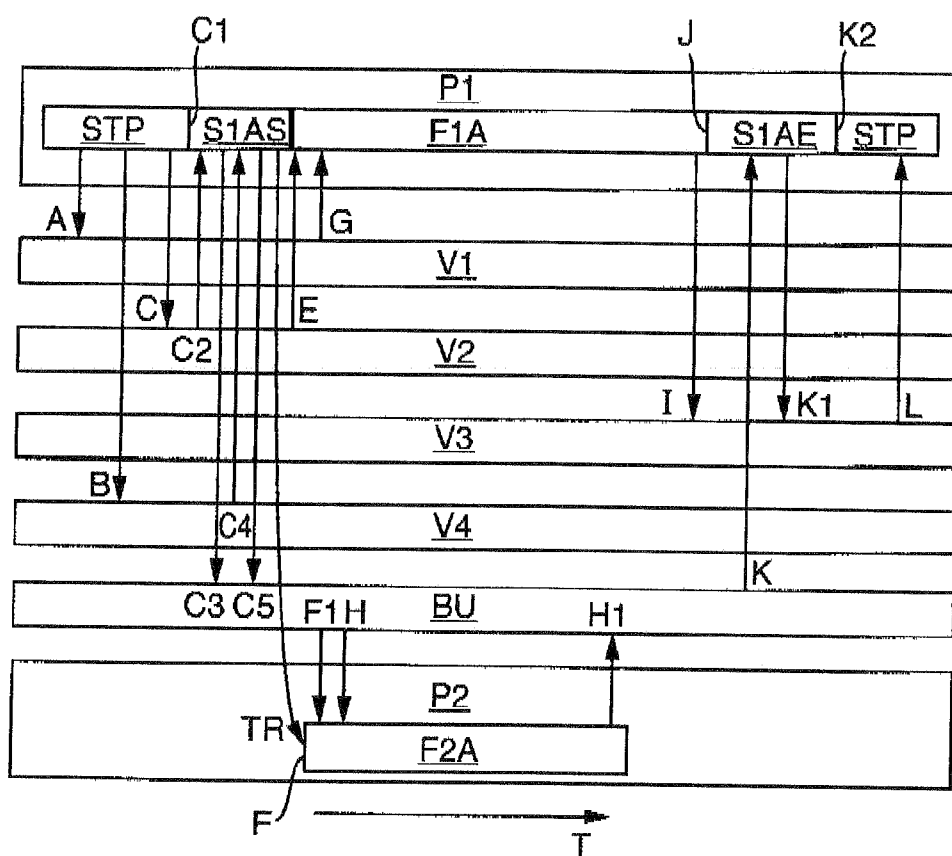 C1 J K2
P1
STP S1AS F1A S1AE STP
A G
V1
C E
C2 V2
I K1 L
V3
B
C4 V4
K
C3 C5 F1 H BU H1
P2
TR F2A
F
T